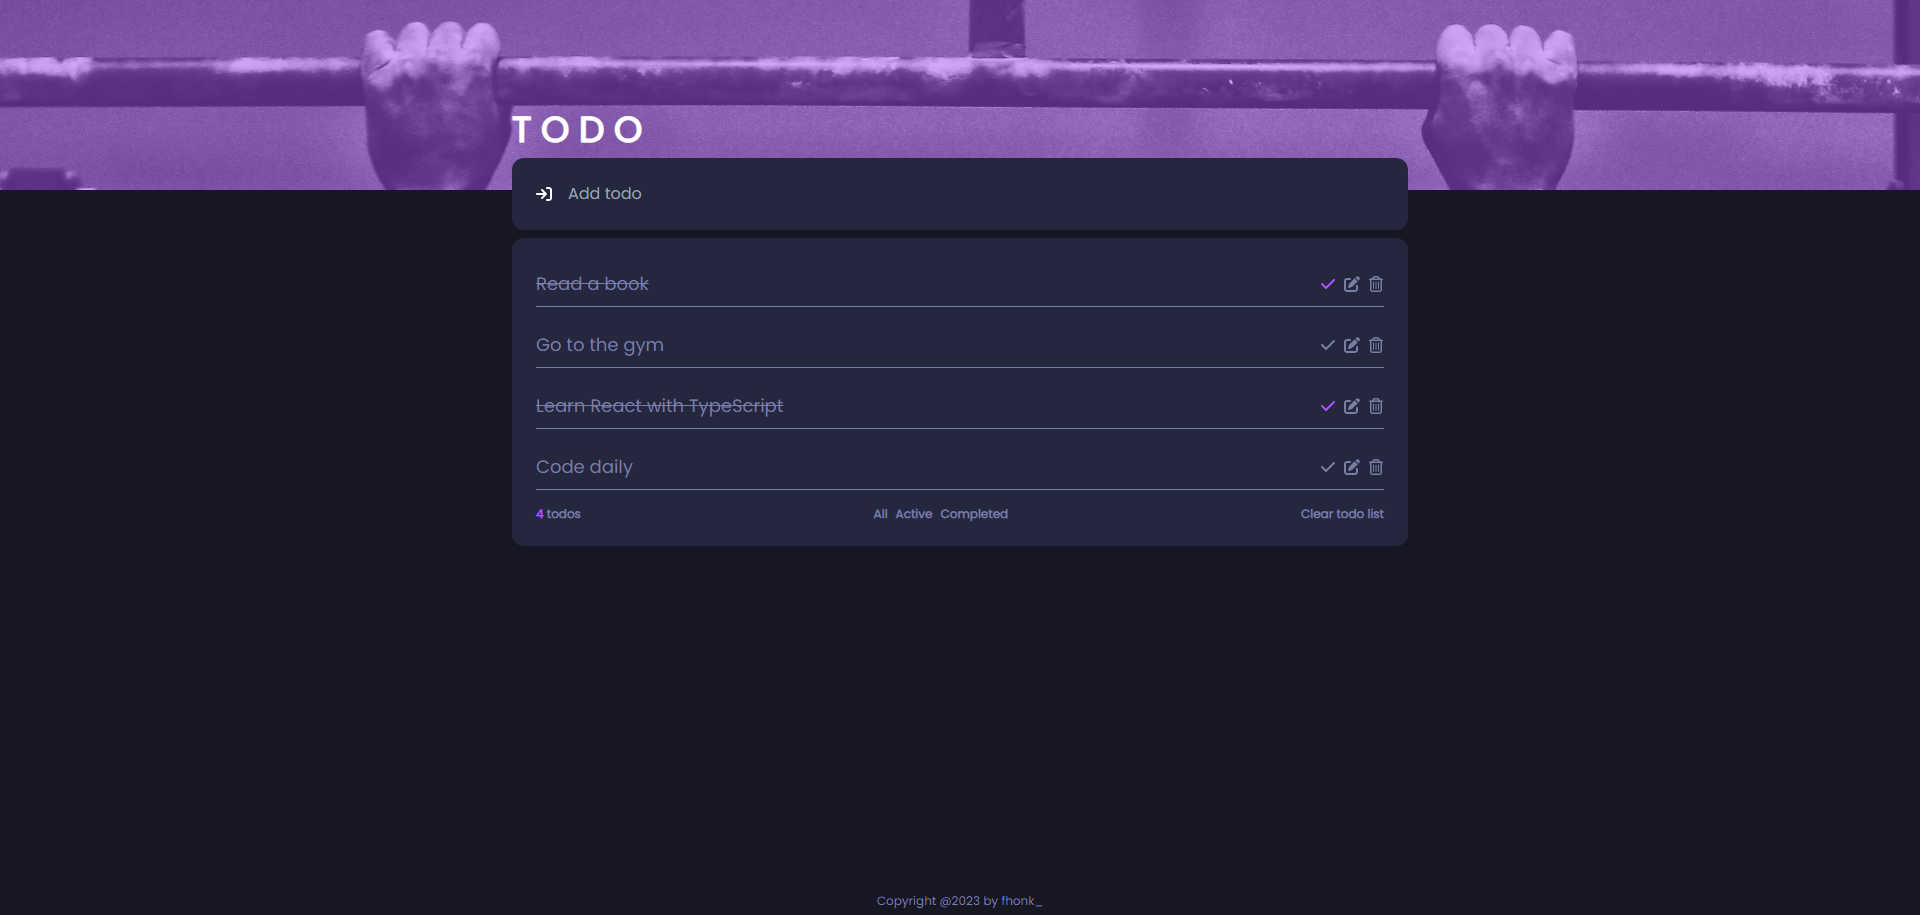 TODO
Add todo
Read a book
Go to the gym
Learn React with TypeScript
Code daily
4 todos All Active Completed Clear todo list
Copyright @2023 by fhonk_